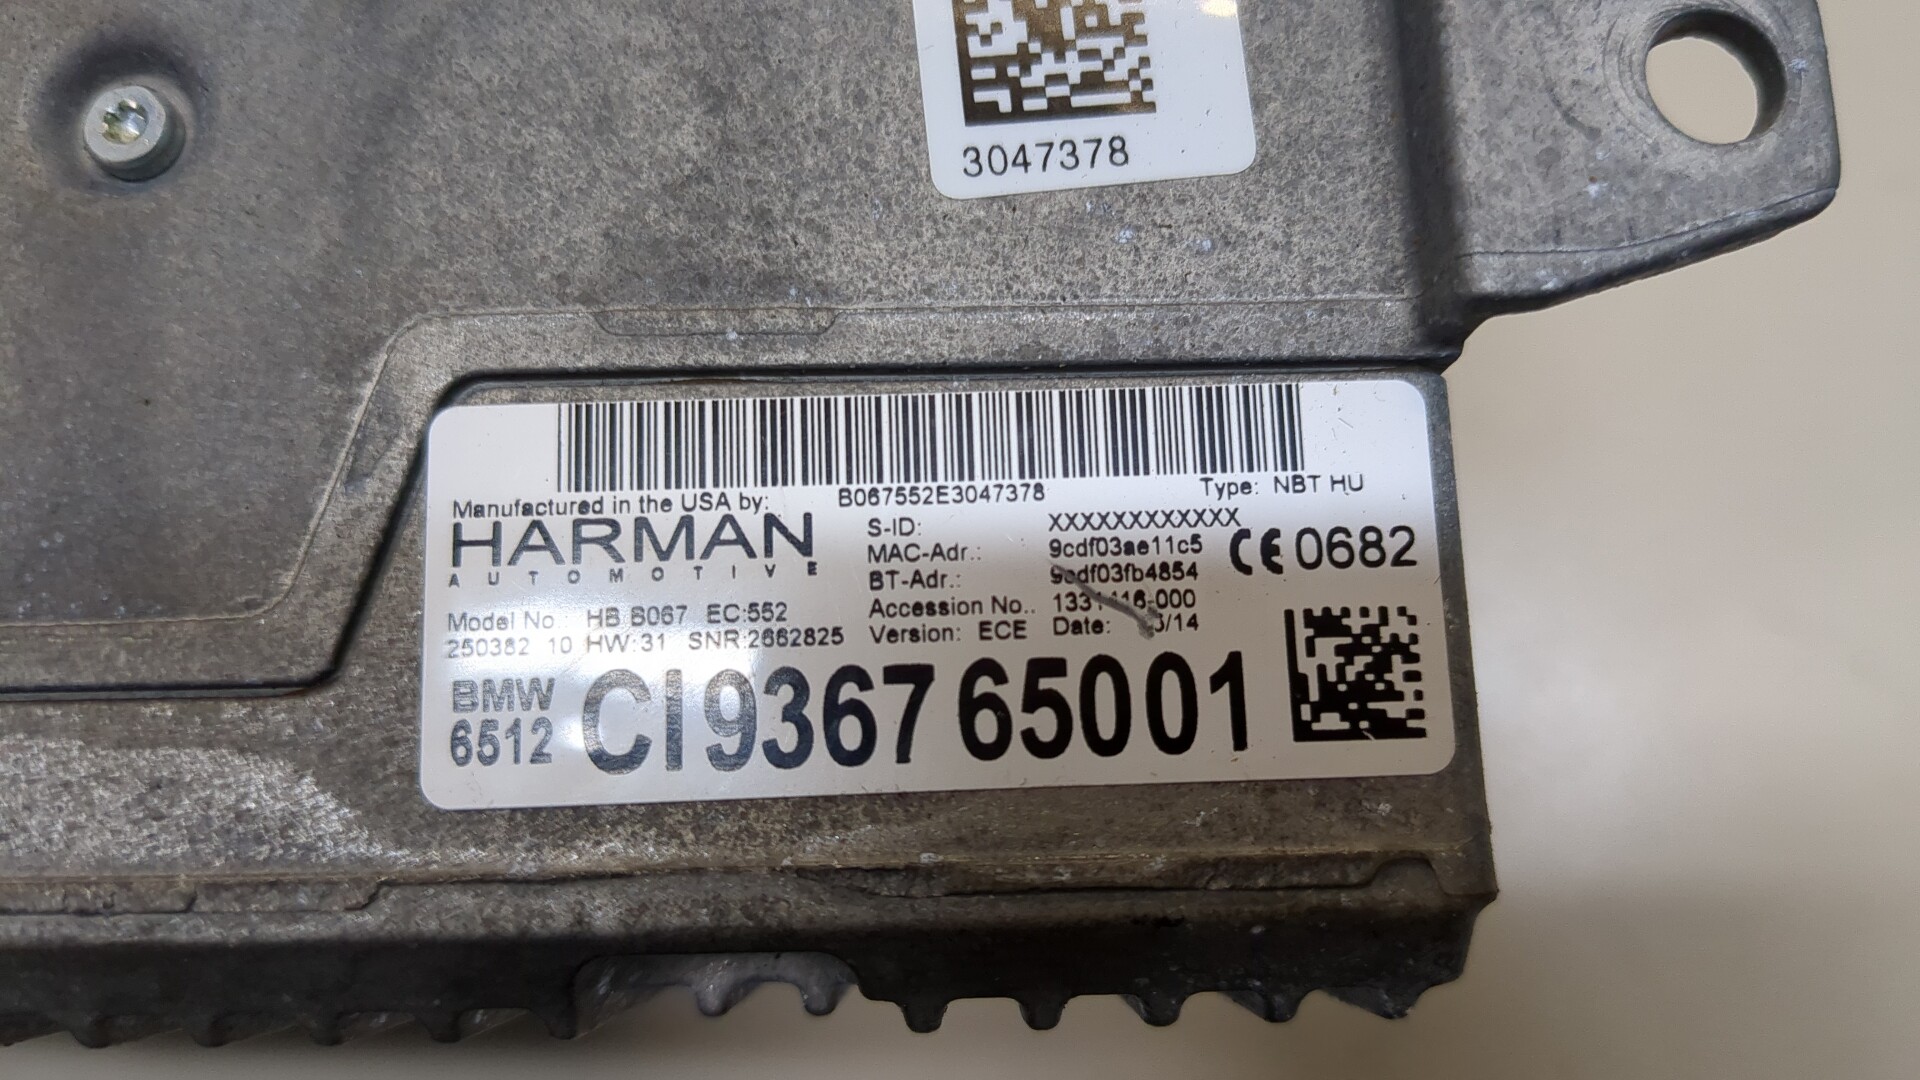 3047378
Manufactured in the USA by: B067552E3047378 Type: NBT HU
HARMAN
AUTOMOTIVE
S-ID: XXXXXXXXXXXX
MAC-Adr.: 9cdf03ae11c5
BT-Adr.: 9cdf03fb4854
CE 0682
Accession No..
Version: ECE Date:
Model No.: HB B067 EC:552
250382 10 HW:31 SNR:2662825
BMW
6512
CI9367 65001